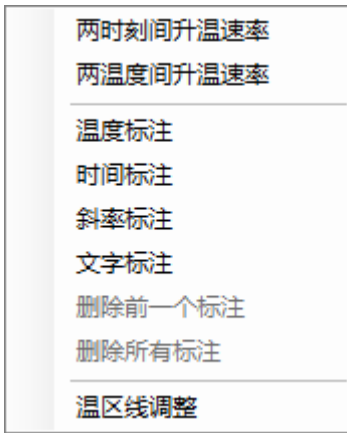 两时刻间升温速率
两温度间升温速率
温度标注
时间标注
斜率标注
文字标注
删除前一个标注
删除所有标注
温区线调整